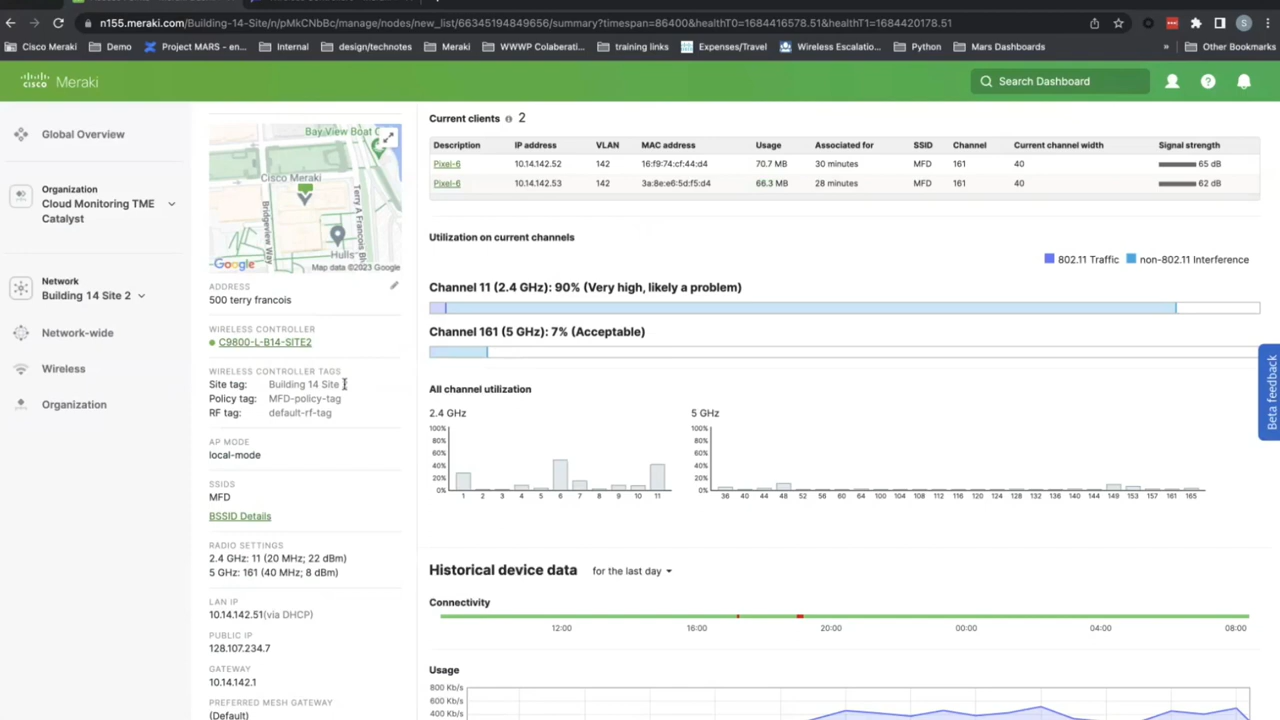 n155.meraki.com/Building-14-Site/n/pMkCNbBc/manage/nodes/new_list/66345194849656/summary?timespan=86400&healthT0=1684416578.51&healthT1=1684420178.51
S
Cisco Meraki
Demo
Project MARS - en...
Internal
design/technotes
Meraki
WWWP Colaborati...
training links
Expenses/Travel
Wireless Escalatio...
Python
Mars Dashboards
»
Other Bookmarks
cisco Meraki
Search Dashboard
?
Global Overview
Organization
Cloud Monitoring TME
Catalyst
Network
Building 14 Site 2
Network-wide
Wireless
Organization
Bay View Boat C
Cisco Meraki
Bridgeview Way
Terry A Francois Blv
Hulls
Google
Map data ©2023 Google
ADDRESS
500 terry francois
WIRELESS CONTROLLER
C9800-L-B14-SITE2
WIRELESS CONTROLLER TAGS
Site tag: Building 14 Site
Policy tag: MFD-policy-tag
RF tag: default-rf-tag
AP MODE
local-mode
SSIDS
MFD
BSSID Details
RADIO SETTINGS
2.4 GHz: 11 (20 MHz; 22 dBm)
5 GHz: 161 (40 MHz; 8 dBm)
LAN IP
10.14.142.51(via DHCP)
PUBLIC IP
128.107.234.7
GATEWAY
10.14.142.1
PREFERRED MESH GATEWAY
(Default)
Current clients 2
Description IP address VLAN MAC address Usage Associated for SSID Channel Current channel width Signal strength
Pixel-6 10.14.142.52 142 16:f9:74:cf:44:d4 70.7 MB 30 minutes MFD 161 40 65 dB
Pixel-6 10.14.142.53 142 3a:8e:e6:5d:f5:d4 66.3 MB 28 minutes MFD 161 40 62 dB
Utilization on current channels
802.11 Traffic non-802.11 Interference
Channel 11 (2.4 GHz): 90% (Very high, likely a problem)
Channel 161 (5 GHz): 7% (Acceptable)
All channel utilization
2.4 GHz
100%
80%
60%
40%
20%
0%
1 2 3 4 5 6 7 8 9 10 11
5 GHz
100%
80%
60%
40%
20%
0%
36 40 44 48 52 56 60 64 100 104 108 112 116 120 124 128 132 136 140 144 149 153 157 161 165
Historical device data for the last day
Connectivity
12:00 16:00 20:00 00:00 04:00 08:00
Usage
800 Kb/s
600 Kb/s
400 Kb/s
Beta feedback